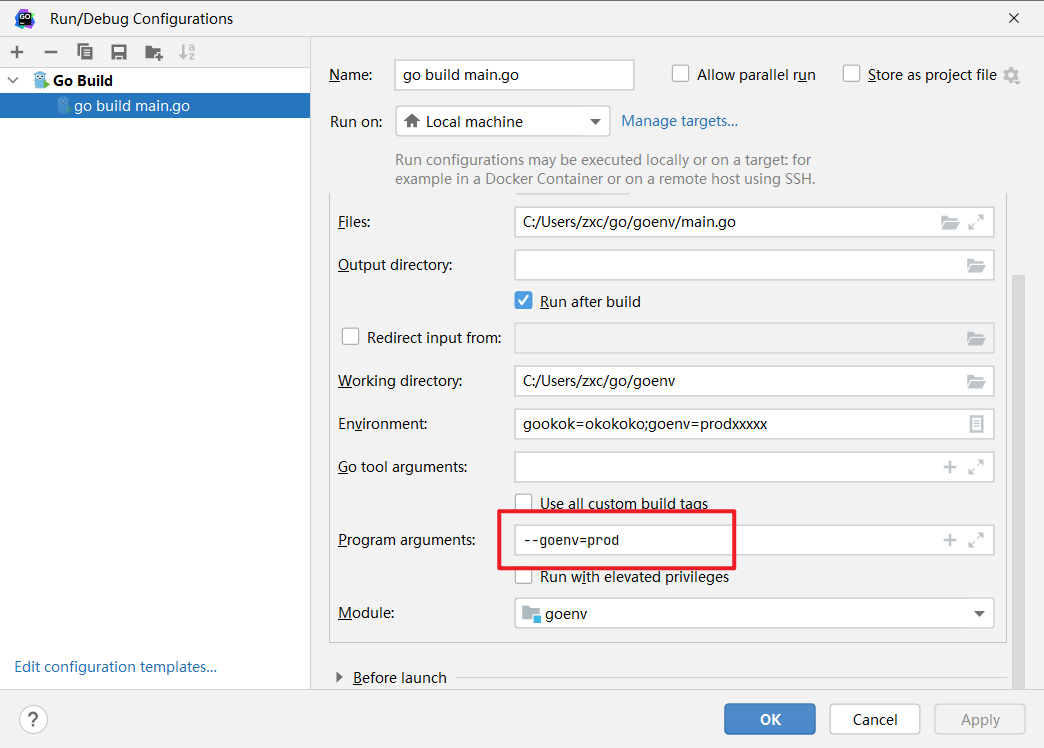 GO
Run/Debug Configurations
Go Build
go build main.go
Name: go build main.go Allow parallel run Store as project file
Run on: Local machine Manage targets...
Run configurations may be executed locally or on a target: for
example in a Docker Container or on a remote host using SSH.
Files: C:/Users/zxc/go/goenv/main.go
Output directory:
Run after build
Redirect input from:
Working directory: C:/Users/zxc/go/goenv
Environment: gookok=okokoko;goenv=prodxxxxx
Go tool arguments:
Use all custom build tags
Program arguments: --goenv=prod
Run with elevated privileges
Module: goenv
Edit configuration templates...
Before launch
? OK Cancel Apply